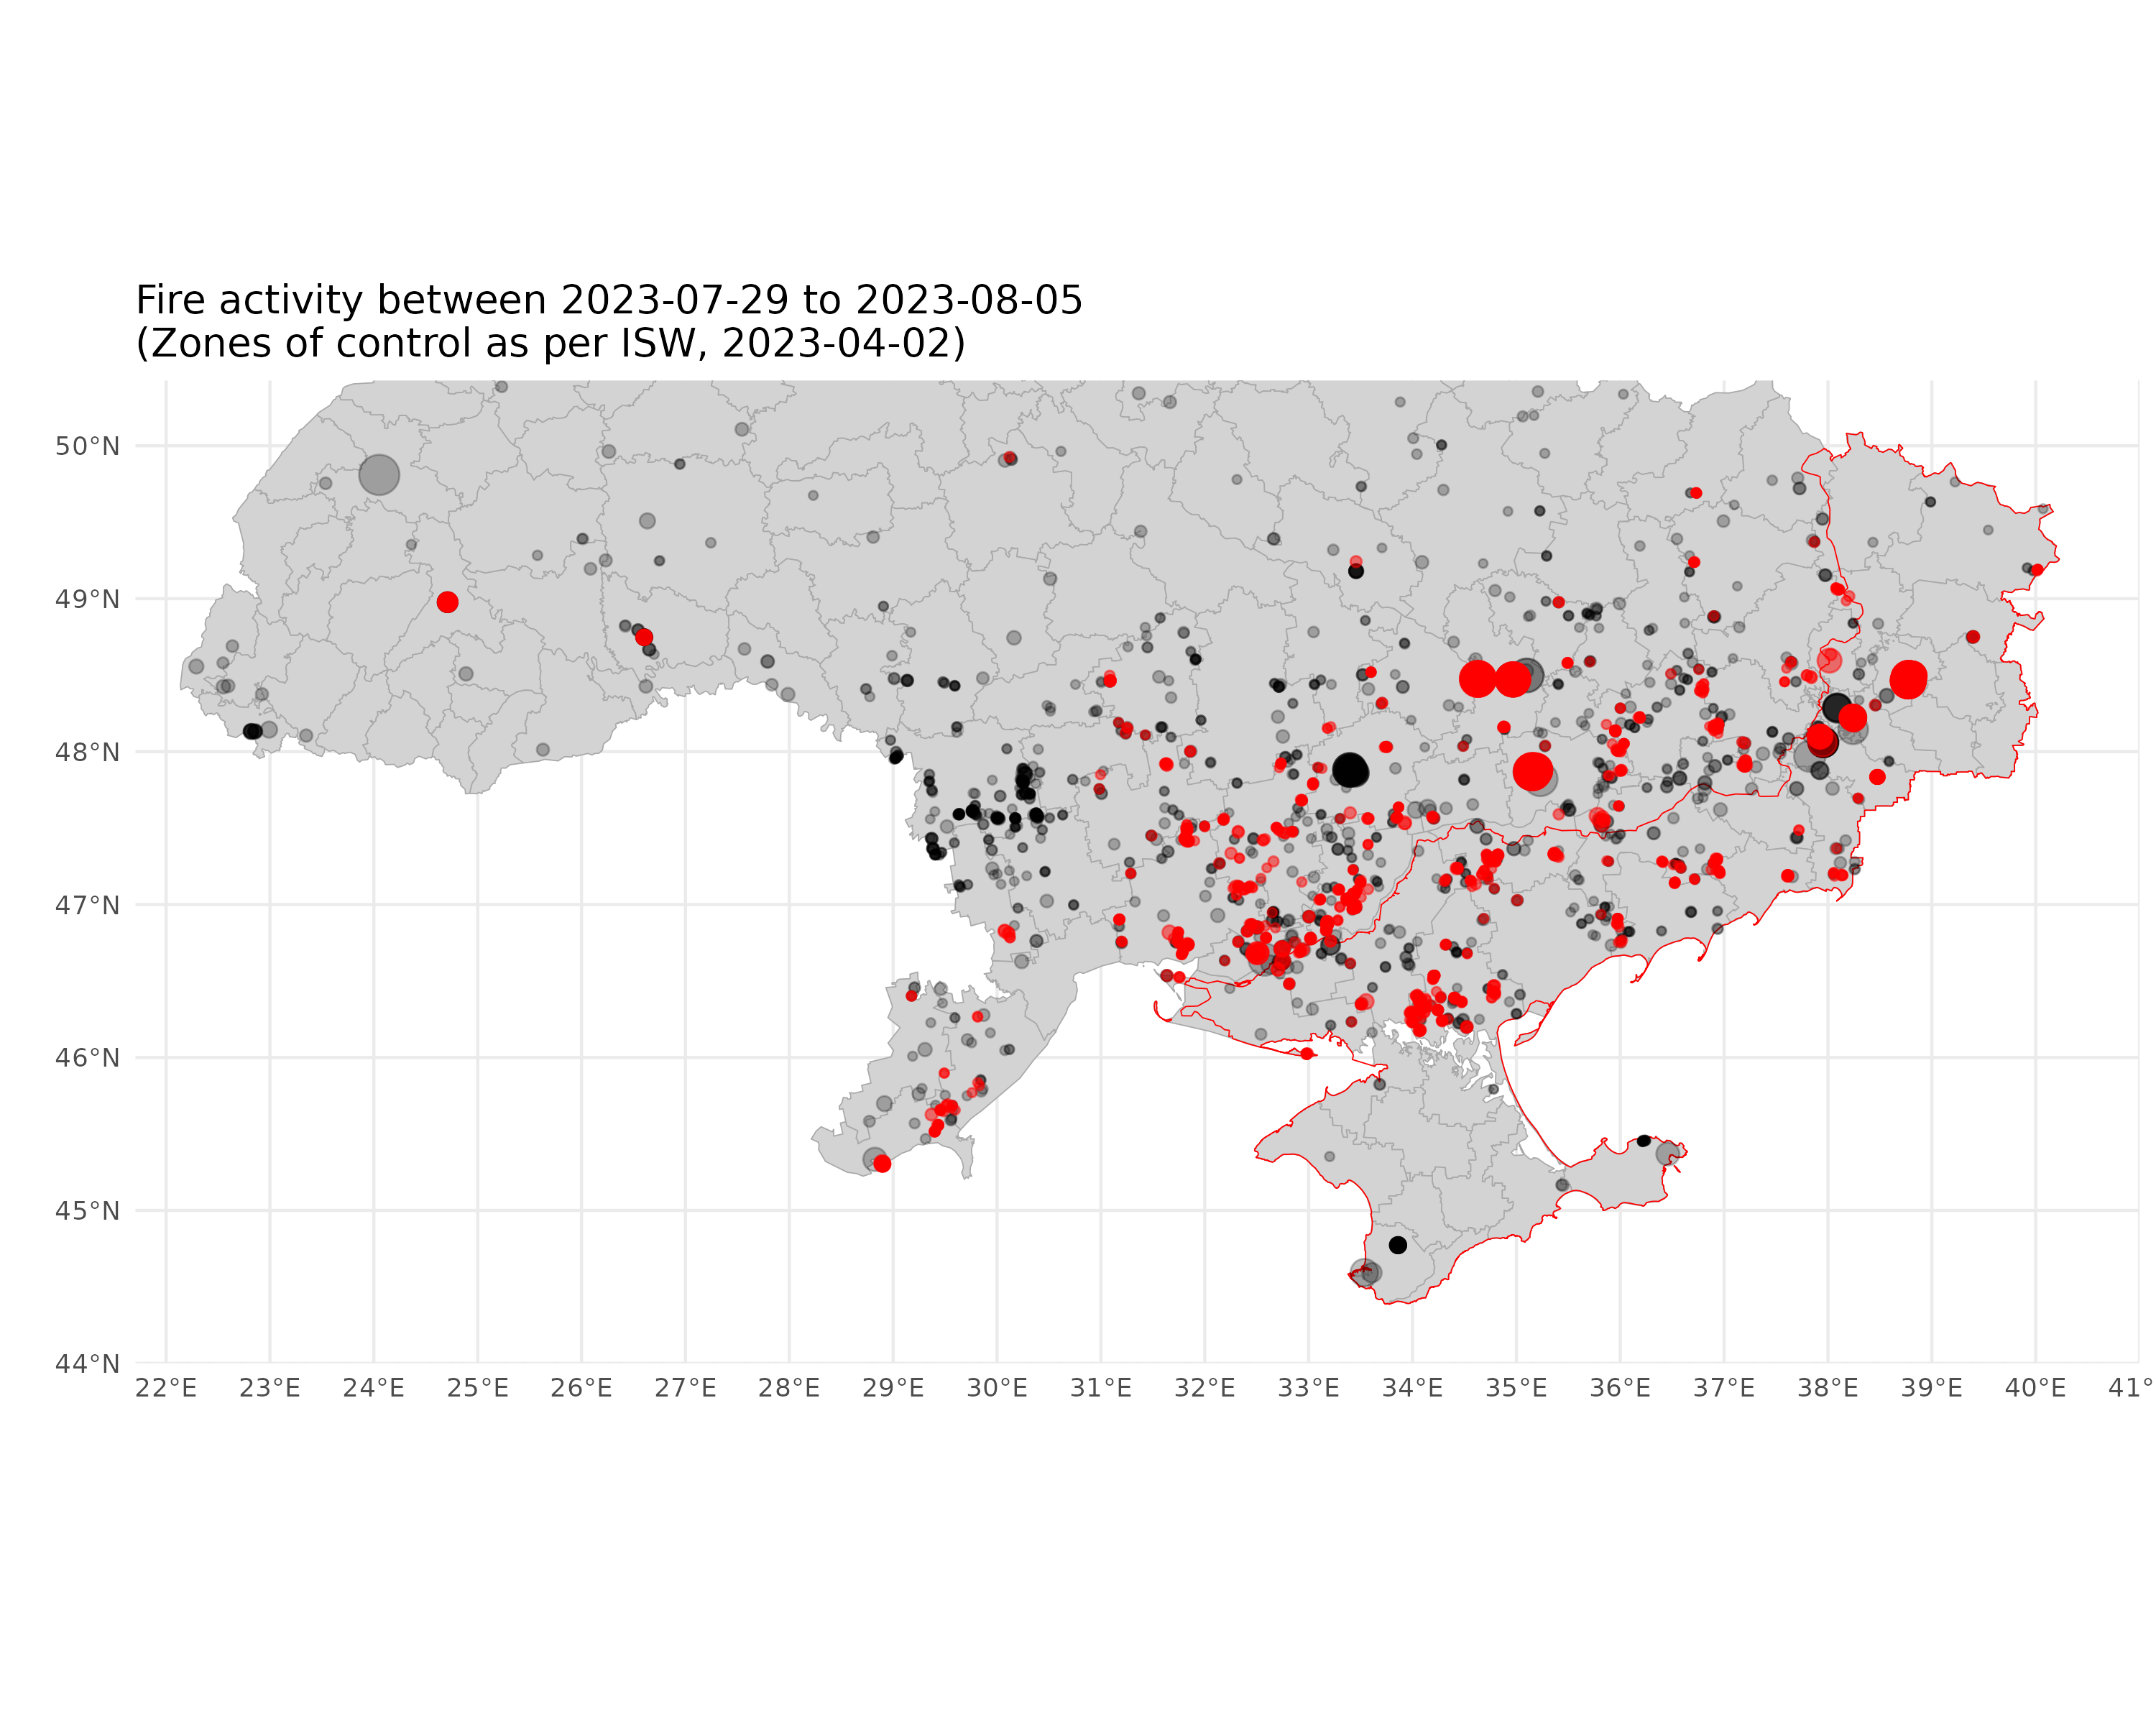 Fire activity between 2023-07-29 to 2023-08-05
(Zones of control as per ISW, 2023-04-02)
50°N
49°N
48°N
47°N
46°N
45°N
44°N
22°E 23°E 24°E 25°E 26°E 27°E 28°E 29°E 30°E 31°E 32°E 33°E 34°E 35°E 36°E 37°E 38°E 39°E 40°E 41°